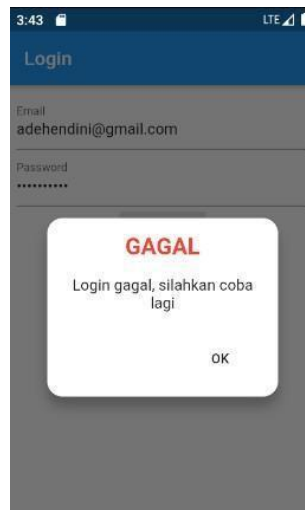 3:43 LTE
Login
Email
adehendini@gmail.com
Password
••••••••••
GAGAL
Login gagal, silahkan coba
lagi
OK